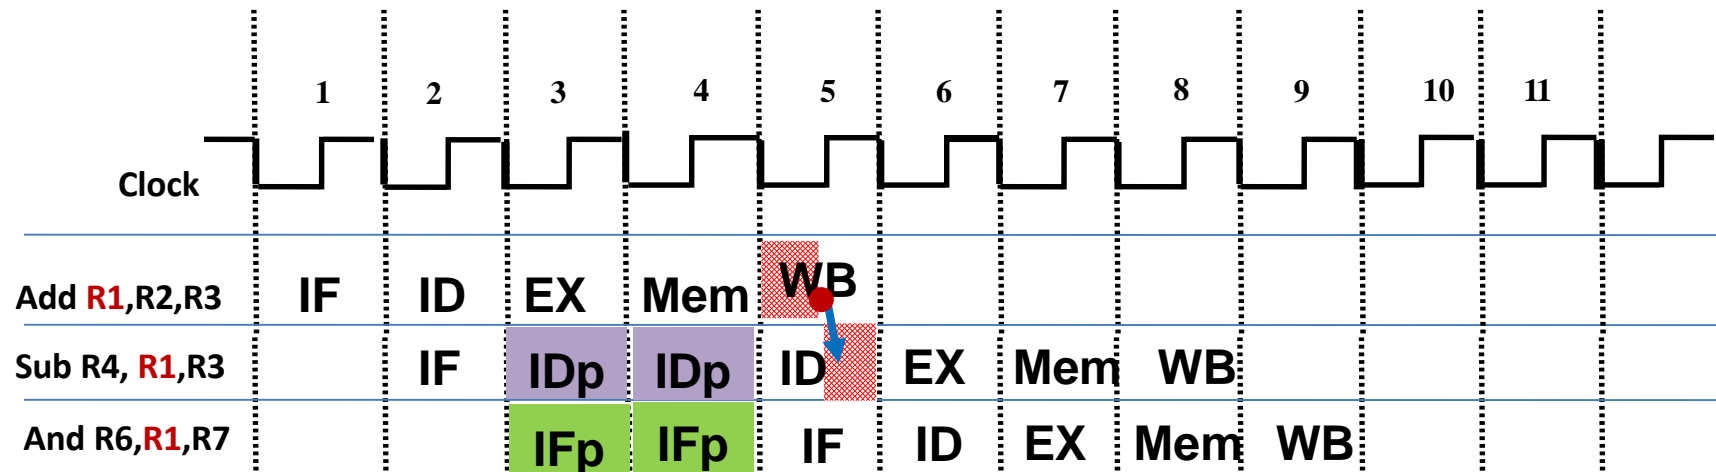 1 2 3 4 5 6 7 8 9 10 11
Clock
Add R1,R2,R3 IF ID EX Mem WB
Sub R4, R1,R3 IF IDp IDp ID EX Mem WB
And R6,R1,R7 IFp IFp IF ID EX Mem WB